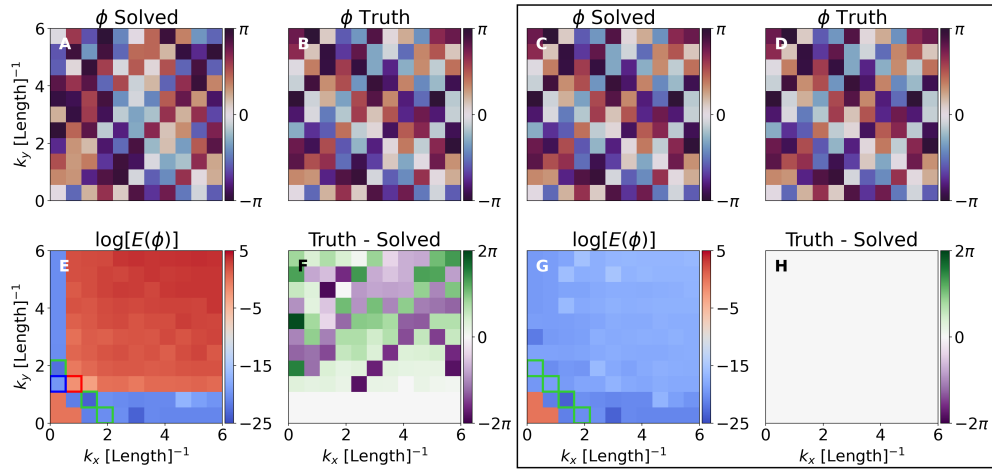 ϕ Solved
ϕ Truth
ϕ Solved
ϕ Truth
A
B
C
D
6
4
2
0
k_y [Length]⁻¹
π
0
−π
π
0
−π
π
0
−π
π
0
−π
log[E(ϕ)]
Truth - Solved
log[E(ϕ)]
Truth - Solved
E
F
G
H
6
4
2
0
k_y [Length]⁻¹
5
−5
−15
−25
2π
0
−2π
5
−5
−15
−25
2π
0
−2π
0 2 4 6
0 2 4 6
0 2 4 6
0 2 4 6
k_x [Length]⁻¹
k_x [Length]⁻¹
k_x [Length]⁻¹
k_x [Length]⁻¹